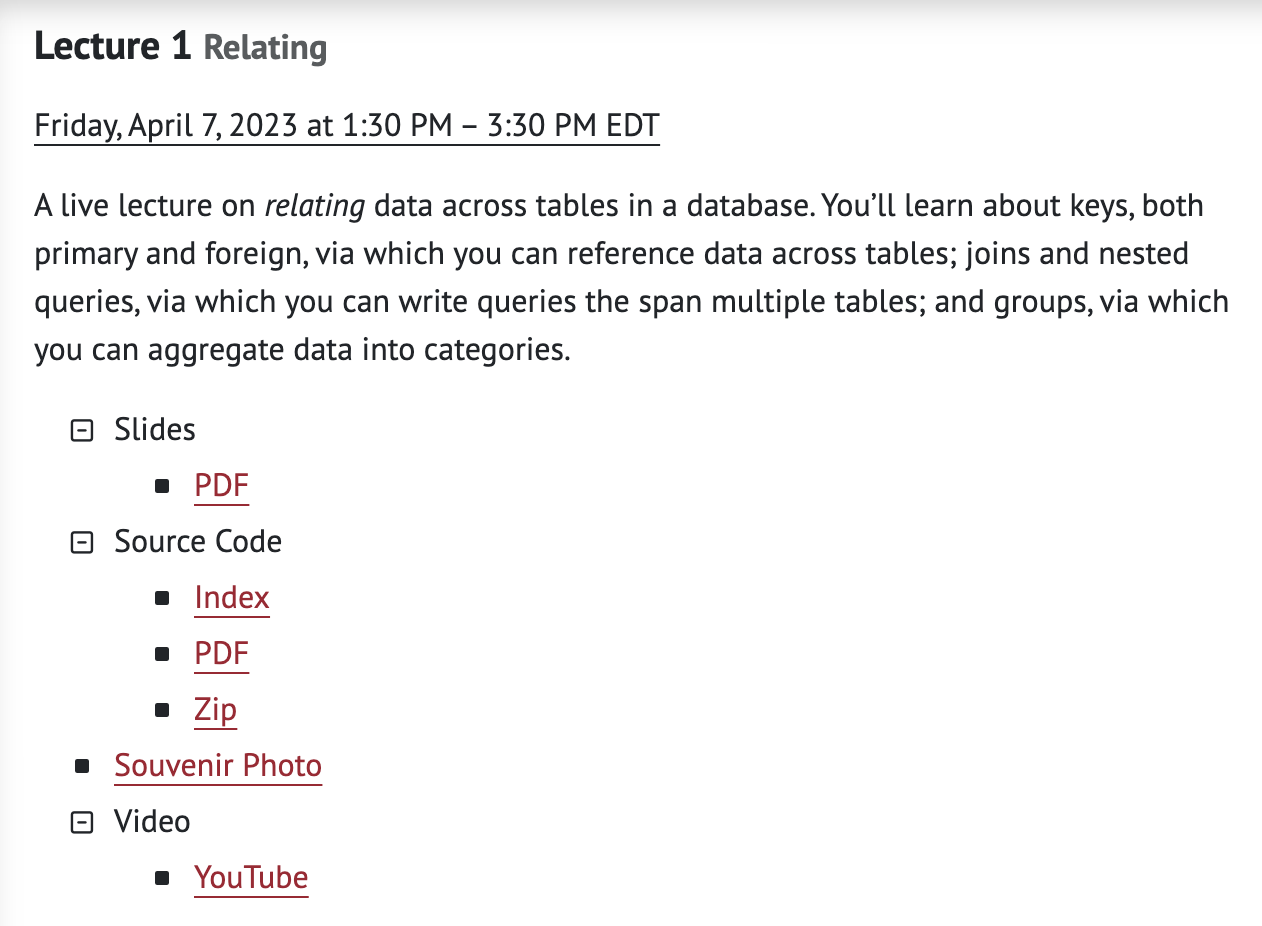 Lecture 1 Relating
Friday, April 7, 2023 at 1:30 PM – 3:30 PM EDT
A live lecture on relating data across tables in a database. You’ll learn about keys, both
primary and foreign, via which you can reference data across tables; joins and nested
queries, via which you can write queries the span multiple tables; and groups, via which
you can aggregate data into categories.
Slides
PDF
Source Code
Index
PDF
Zip
Souvenir Photo
Video
YouTube